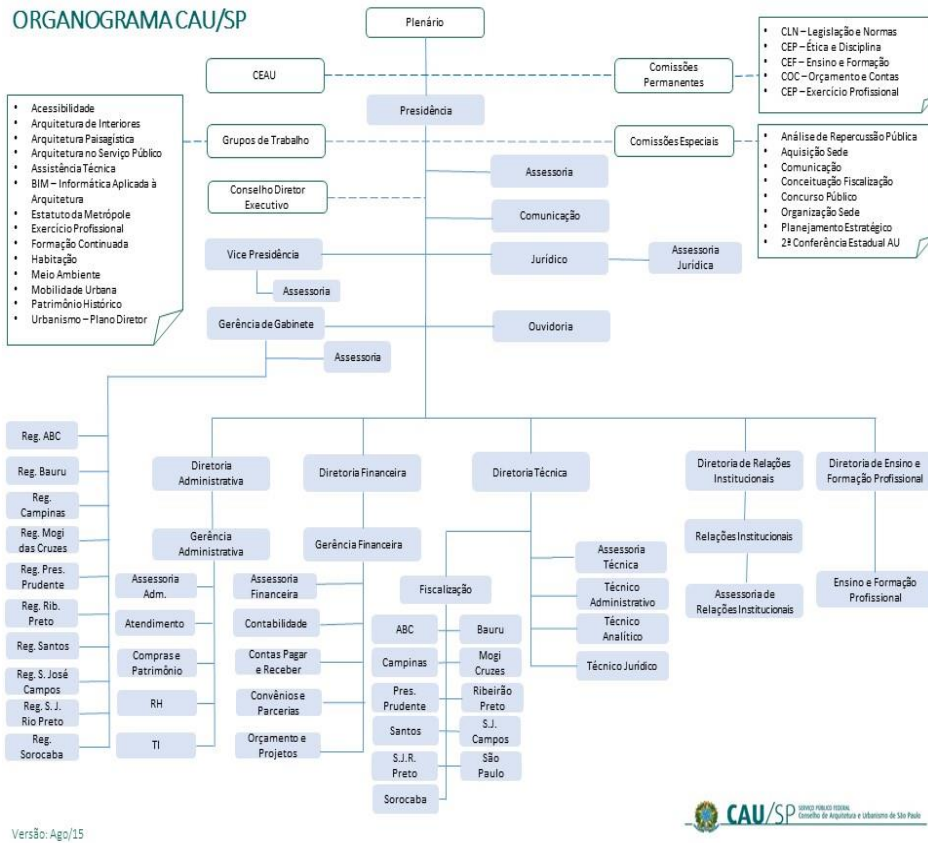 ORGANOGRAMA CAU/SP
Plenário
CEAU
Comissões
Permanentes
• CLN – Legislação e Normas
• CEP – Ética e Disciplina
• CEF – Ensino e Formação
• COC – Orçamento e Contas
• CEP – Exercício Profissional
Presidência
• Acessibilidade
• Arquitetura de Interiores
• Arquitetura Paisagística
• Arquitetura no Serviço Público
• Assistência Técnica
• BIM – Informática Aplicada à
Arquitetura
• Estatuto da Metrópole
• Exercício Profissional
• Formação Continuada
• Habitação
• Meio Ambiente
• Mobilidade Urbana
• Patrimônio Histórico
• Urbanismo – Plano Diretor
Grupos de Trabalho
Comissões Especiais
• Análise de Repercussão Pública
• Aquisição Sede
• Comunicação
• Conceituação Fiscalização
• Concurso Público
• Organização Sede
• Planejamento Estratégico
• 2ª Conferência Estadual AU
Assessoria
Conselho Diretor
Executivo
Comunicação
Vice Presidência
Jurídico
Assessoria
Jurídica
Assessoria
Gerência de Gabinete
Ouvidoria
Assessoria
Reg. ABC
Reg. Bauru
Reg.
Campinas
Reg. Mogi
das Cruzes
Reg. Pres.
Prudente
Reg. Rib.
Preto
Reg. Santos
Reg. S. José
Campos
Reg. S. J.
Rio Preto
Reg.
Sorocaba
Diretoria
Administrativa
Gerência
Administrativa
Assessoria
Adm.
Atendimento
Compras e
Patrimônio
RH
TI
Diretoria Financeira
Gerência Financeira
Assessoria
Financeira
Contabilidade
Contas Pagar
e Receber
Convênios e
Parcerias
Orçamento e
Projetos
Diretoria Técnica
Fiscalização
ABC
Bauru
Campinas
Mogi
Cruzes
Pres.
Prudente
Ribeirão
Preto
Santos
S.J.
Campos
S.J.R.
Preto
São
Paulo
Sorocaba
Assessoria
Técnica
Técnico
Administrativo
Técnico
Analítico
Técnico Jurídico
Diretoria de Relações
Institucionais
Relações Institucionais
Assessoria de
Relações Institucionais
Diretoria de Ensino e
Formação Profissional
Ensino e Formação
Profissional
CAU/SP
SERVIÇO PÚBLICO FEDERAL
Conselho de Arquitetura e Urbanismo de São Paulo
Versão: Ago/15